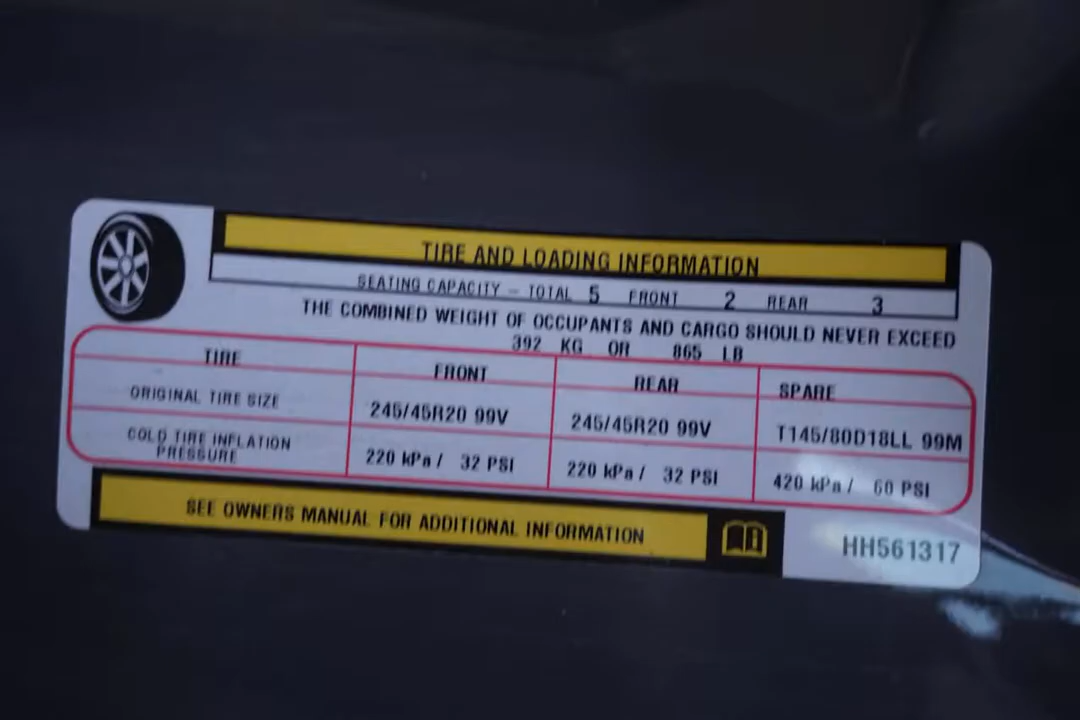 TIRE AND LOADING INFORMATION
SEATING CAPACITY – TOTAL 5 FRONT 2 REAR 3
THE COMBINED WEIGHT OF OCCUPANTS AND CARGO SHOULD NEVER EXCEED
392 KG OR 865 LB
TIRE FRONT REAR SPARE
ORIGINAL TIRE SIZE 245/45R20 99V 245/45R20 99V T145/80D18LL 99M
COLD TIRE INFLATION
PRESSURE 220 kPa / 32 PSI 220 kPa / 32 PSI 420 kPa / 60 PSI
SEE OWNERS MANUAL FOR ADDITIONAL INFORMATION
HH561317